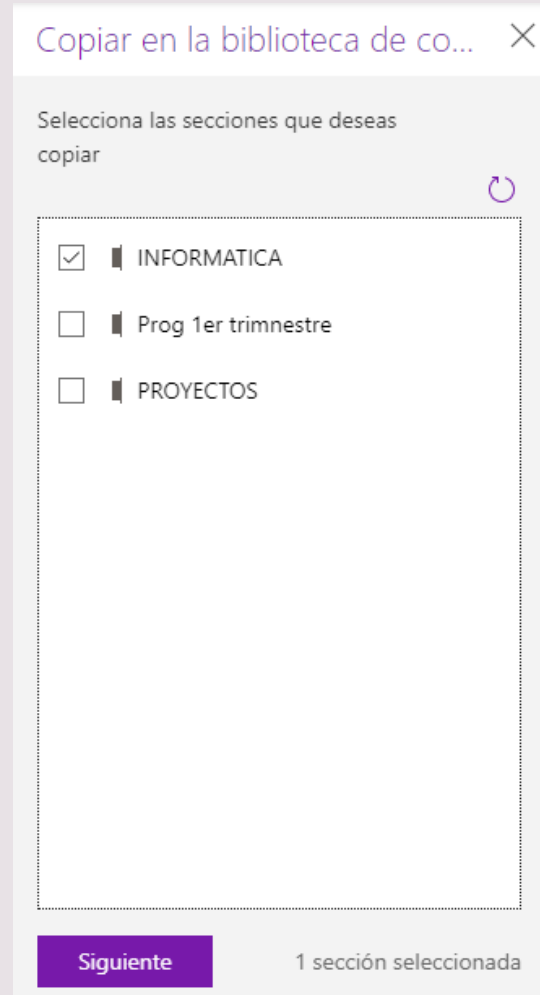 Copiar en la biblioteca de co...
Selecciona las secciones que deseas
copiar
INFORMATICA
Prog 1er trimnestre
PROYECTOS
Siguiente
1 sección seleccionada